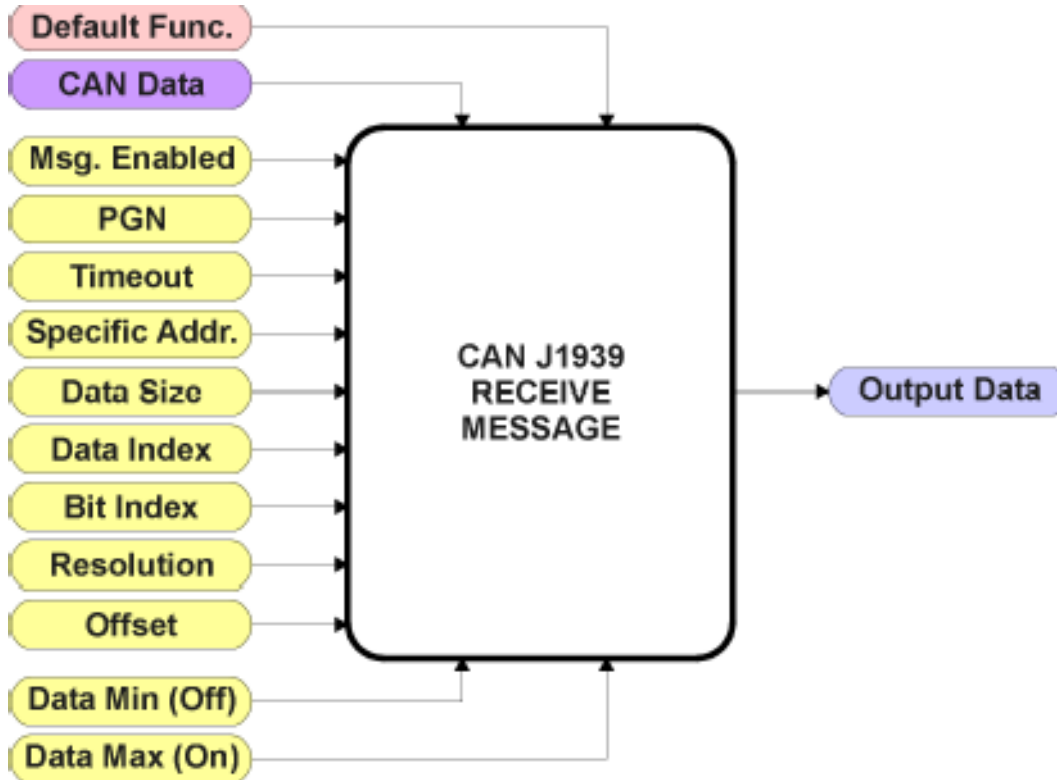 Default Func.
CAN Data
Msg. Enabled
PGN
Timeout
Specific Addr.
Data Size
Data Index
Bit Index
Resolution
Offset
Data Min (Off)
Data Max (On)
CAN J1939
RECEIVE
MESSAGE
Output Data